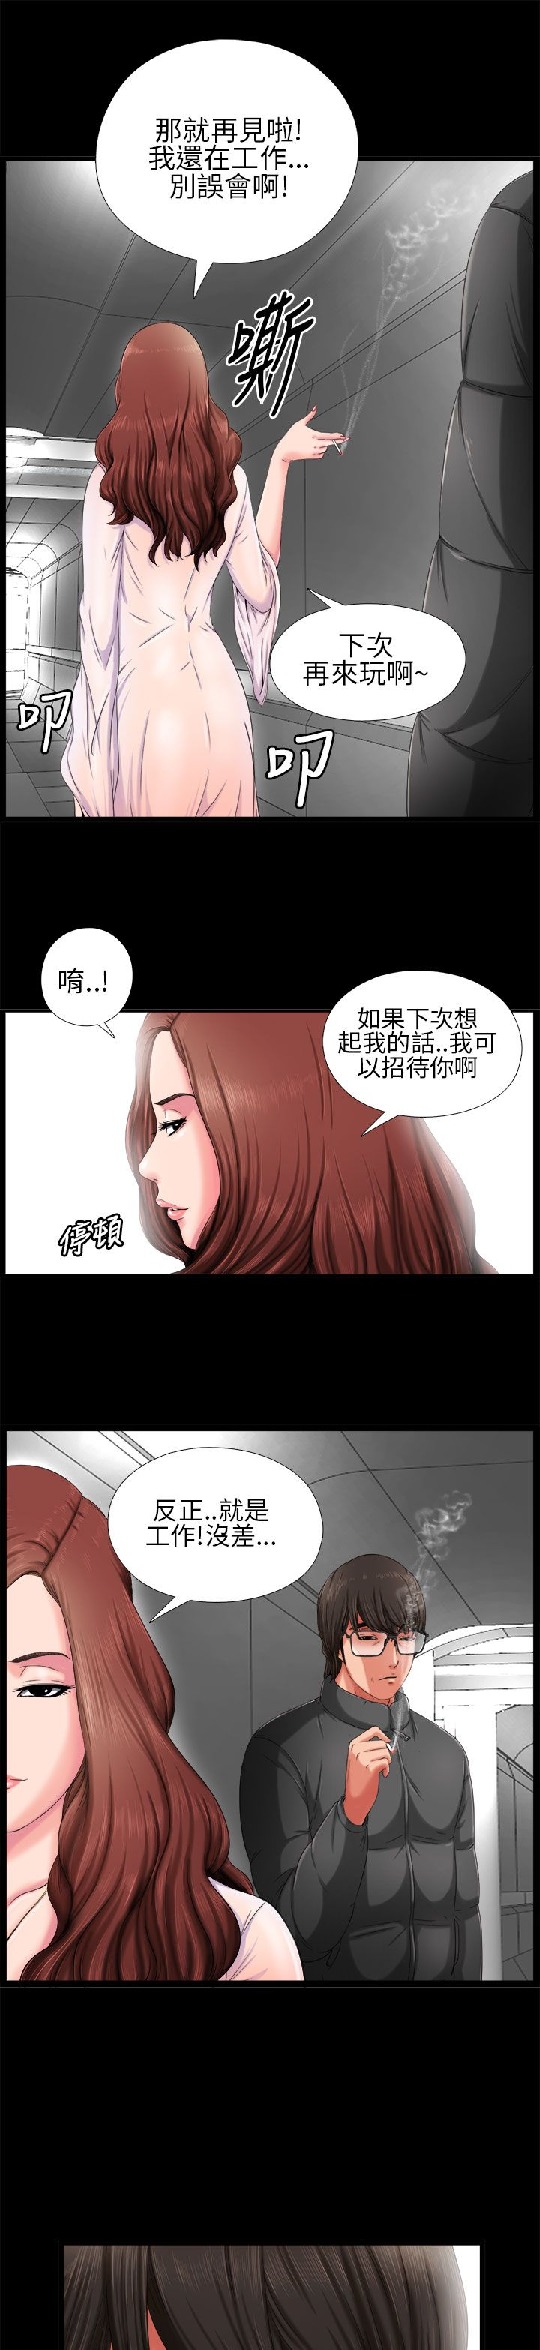 那就再見啦!
我還在工作...
別誤會啊!
嘶
下次
再來玩啊~
叩
叩
唷..!
如果下次想
起我的話..我可
以招待你啊
停頓
反正..就是
工作!沒差...